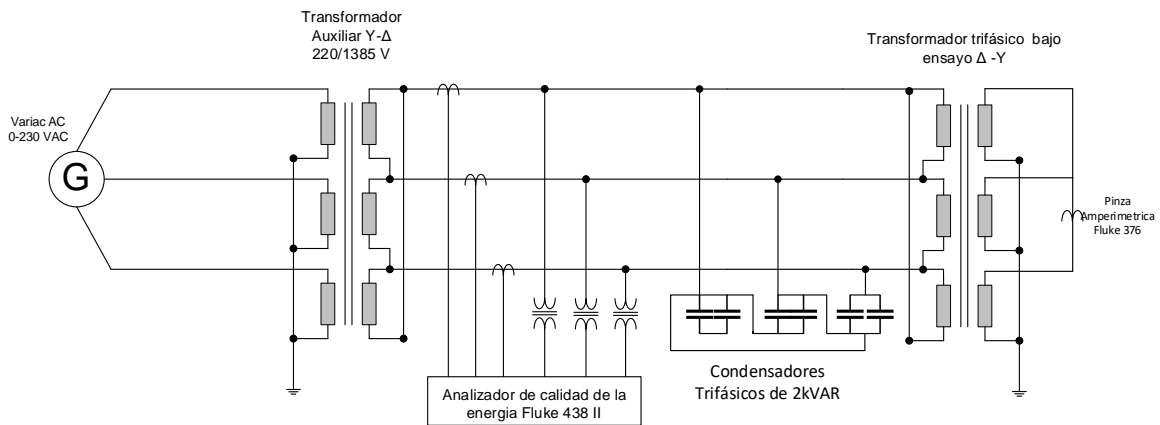 Transformador
Auxiliar Y-Δ
220/1385 V
Transformador trifásico bajo
ensayo Δ -Y
Variac AC
0-230 VAC
G
Pinza
Amperimetrica
Fluke 376
Condensadores
Trifásicos de 2kVAR
Analizador de calidad de la
energia Fluke 438 II